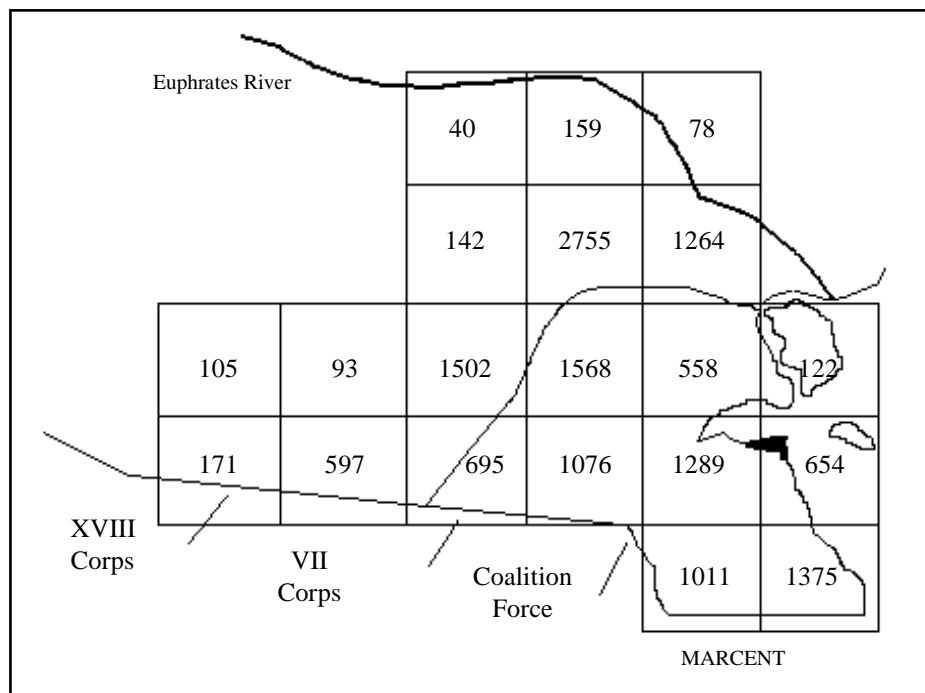 Euphrates River
40 159 78
142 2755 1264
105 93 1502 1568 558 122
171 597 695 1076 1289 654
XVIII
Corps
VII
Corps
Coalition
Force
1011 1375
MARCENT